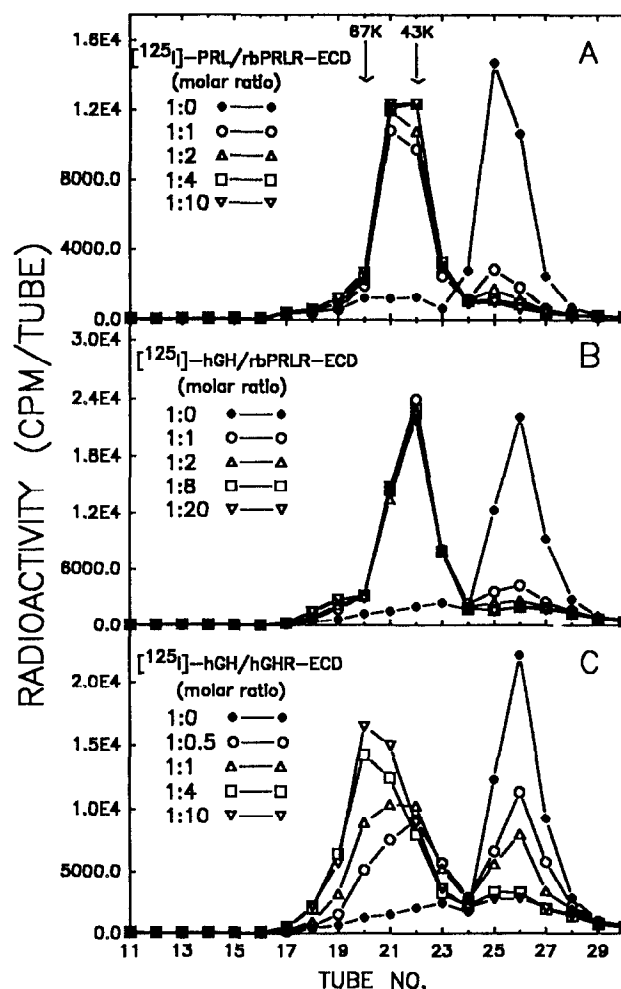 RADIOACTIVITY (CPM/TUBE)
1.6E4
1.2E4
8000.0
4000.0
0.0
67K 43K
A
[125I]-PRL/rbPRLR-ECD
(molar ratio)
1:0
1:1
1:2
1:4
1:10
3.0E4
2.4E4
1.8E4
1.2E4
6000.0
0.0
B
[125I]-hGH/rbPRLR-ECD
(molar ratio)
1:0
1:1
1:2
1:8
1:20
2.0E4
1.5E4
1.0E4
5000.0
0.0
C
[125I]-hGH/hGHR-ECD
(molar ratio)
1:0
1:0.5
1:1
1:4
1:10
11 13 15 17 19 21 23 25 27 29
TUBE NO.